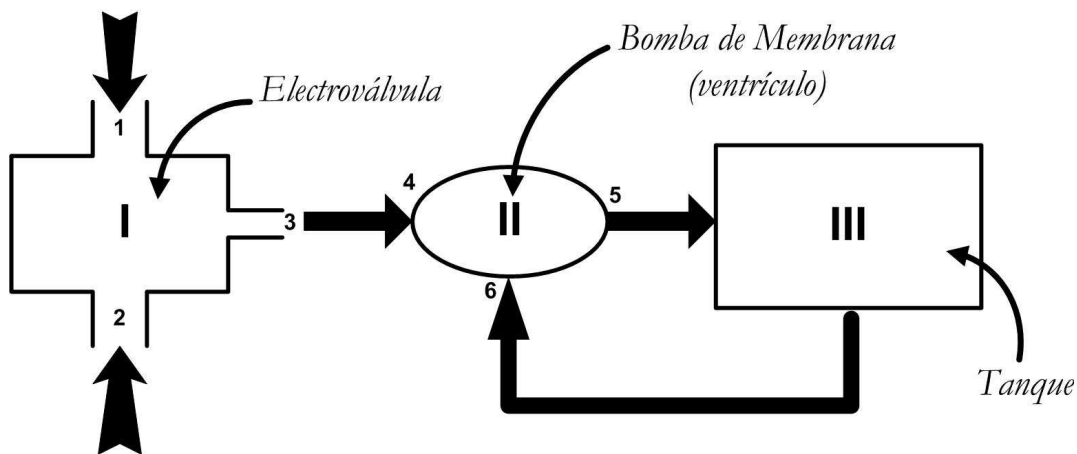 Bomba de Membrana
(ventrículo)
Electroválvula
1
I
3
2
4
II
5
6
III
Tanque